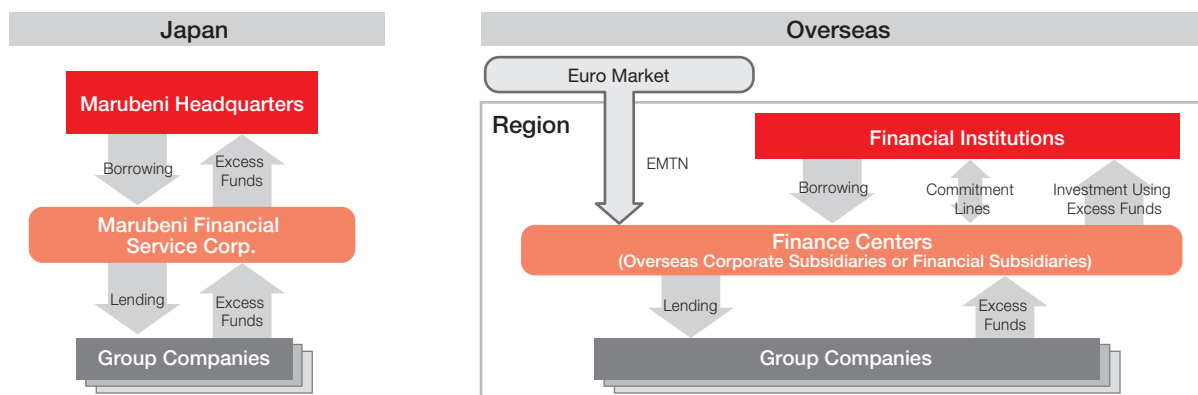 Japan
Marubeni Headquarters
Borrowing
Excess
Funds
Marubeni Financial
Service Corp.
Lending
Excess
Funds
Group Companies
Overseas
Euro Market
Region
EMTN
Financial Institutions
Borrowing
Commitment
Lines
Investment Using
Excess Funds
Finance Centers
(Overseas Corporate Subsidiaries or Financial Subsidiaries)
Lending
Excess
Funds
Group Companies